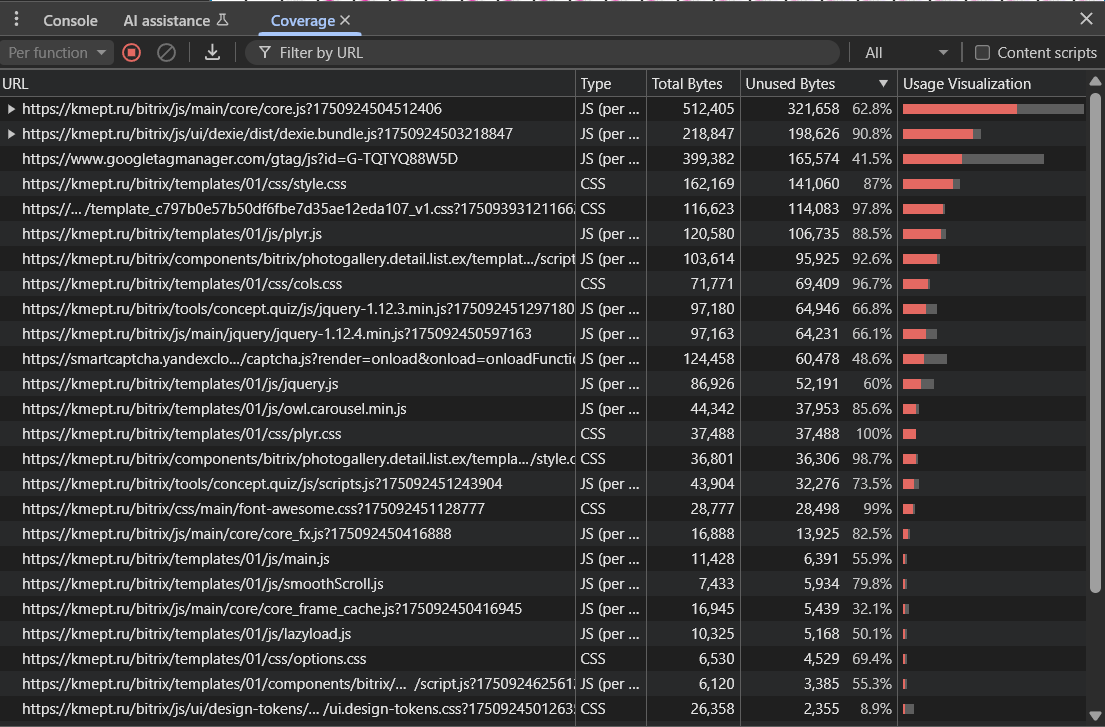 Console AI assistance Coverage
Per function Filter by URL All Content scripts
URL Type Total Bytes Unused Bytes Usage Visualization
https://kmept.ru/bitrix/js/main/core/core.js?1750924504512406 JS (per ... 512,405 321,658 62.8%
https://kmept.ru/bitrix/js/ui/dexie/dist/dexie.bundle.js?1750924503218847 JS (per ... 218,847 198,626 90.8%
https://www.googletagmanager.com/gtag/js?id=G-TQTYQ88W5D JS (per ... 399,382 165,574 41.5%
https://kmept.ru/bitrix/templates/01/css/style.css CSS 162,169 141,060 87%
https://.../template_c797b0e57b50df6fbe7d35ae12eda107_v1.css?17509393121166 CSS 116,623 114,083 97.8%
https://kmept.ru/bitrix/templates/01/js/plyr.js JS (per ... 120,580 106,735 88.5%
https://kmept.ru/bitrix/components/bitrix/photogallery.detail.list.ex/templat.../script JS (per ... 103,614 95,925 92.6%
https://kmept.ru/bitrix/templates/01/css/cols.css CSS 71,771 69,409 96.7%
https://kmept.ru/bitrix/tools/concept.quiz/js/jquery-1.12.3.min.js?175092451297180 JS (per ... 97,180 64,946 66.8%
https://kmept.ru/bitrix/js/main/jquery/jquery-1.12.4.min.js?175092450597163 JS (per ... 97,163 64,231 66.1%
https://smartcaptcha.yandexclo.../captcha.js?render=onload&onload=onloadFunctio JS (per ... 124,458 60,478 48.6%
https://kmept.ru/bitrix/templates/01/js/jquery.js JS (per ... 86,926 52,191 60%
https://kmept.ru/bitrix/templates/01/js/owl.carousel.min.js JS (per ... 44,342 37,953 85.6%
https://kmept.ru/bitrix/templates/01/css/plyr.css CSS 37,488 37,488 100%
https://kmept.ru/bitrix/components/bitrix/photogallery.detail.list.ex/templa.../style.c CSS 36,801 36,306 98.7%
https://kmept.ru/bitrix/tools/concept.quiz/js/scripts.js?175092451243904 JS (per ... 43,904 32,276 73.5%
https://kmept.ru/bitrix/css/main/font-awesome.css?175092451128777 CSS 28,777 28,498 99%
https://kmept.ru/bitrix/js/main/core/core_fx.js?175092450416888 JS (per ... 16,888 13,925 82.5%
https://kmept.ru/bitrix/templates/01/js/main.js JS (per ... 11,428 6,391 55.9%
https://kmept.ru/bitrix/templates/01/js/smoothScroll.js JS (per ... 7,433 5,934 79.8%
https://kmept.ru/bitrix/js/main/core/core_frame_cache.js?175092450416945 JS (per ... 16,945 5,439 32.1%
https://kmept.ru/bitrix/templates/01/js/lazyload.js JS (per ... 10,325 5,168 50.1%
https://kmept.ru/bitrix/templates/01/css/options.css CSS 6,530 4,529 69.4%
https://kmept.ru/bitrix/templates/01/components/bitrix/... /script.js?1750924625612 JS (per ... 6,120 3,385 55.3%
https://kmept.ru/bitrix/js/ui/design-tokens/... /ui.design-tokens.css?17509245012635 CSS 26,358 2,355 8.9%